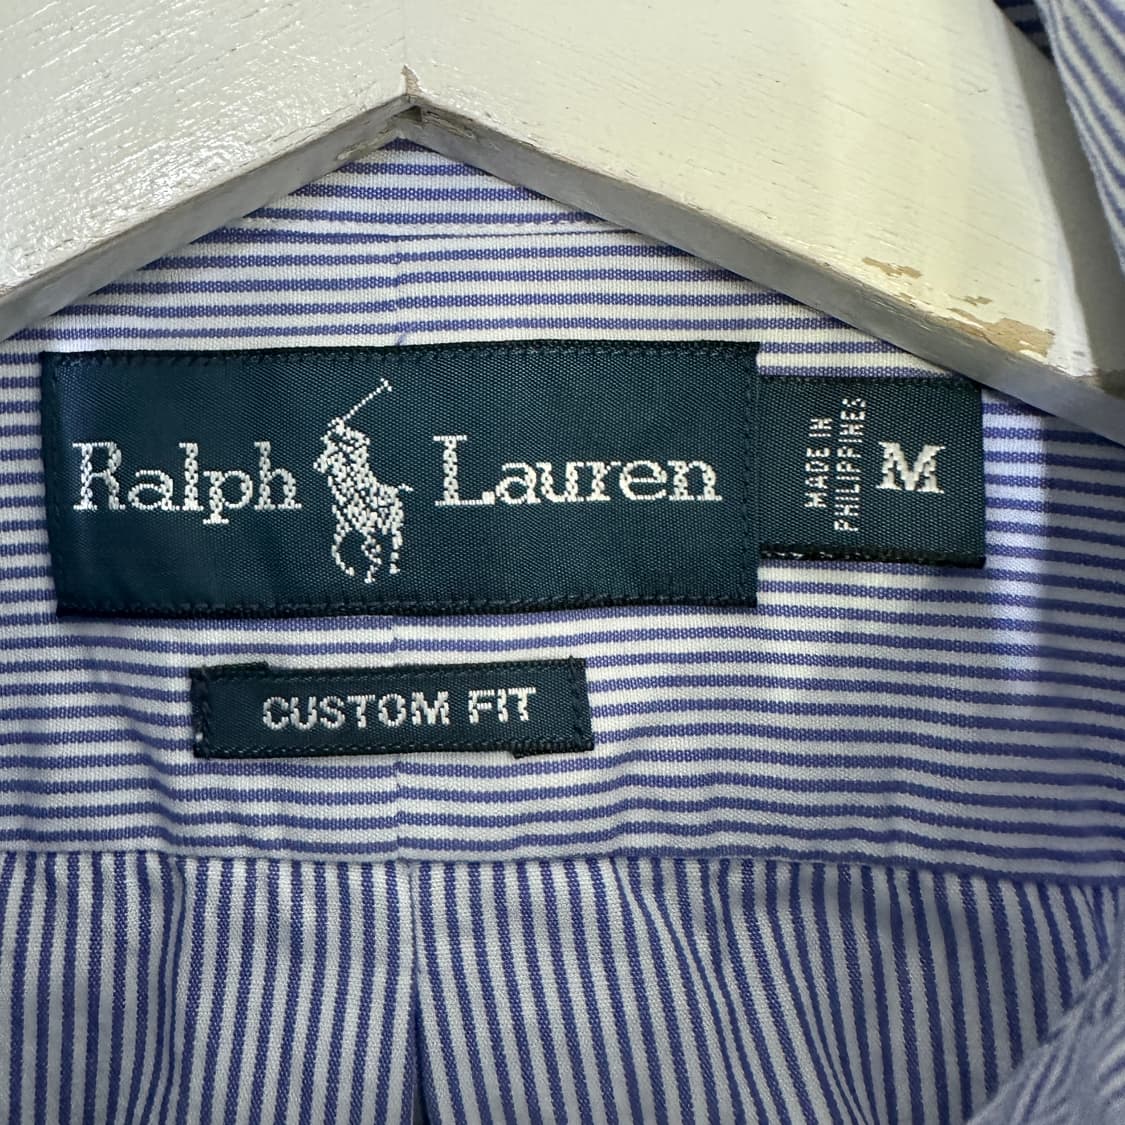 Ralph Lauren
MADE IN
PHILIPPINES
M
CUSTOM FIT